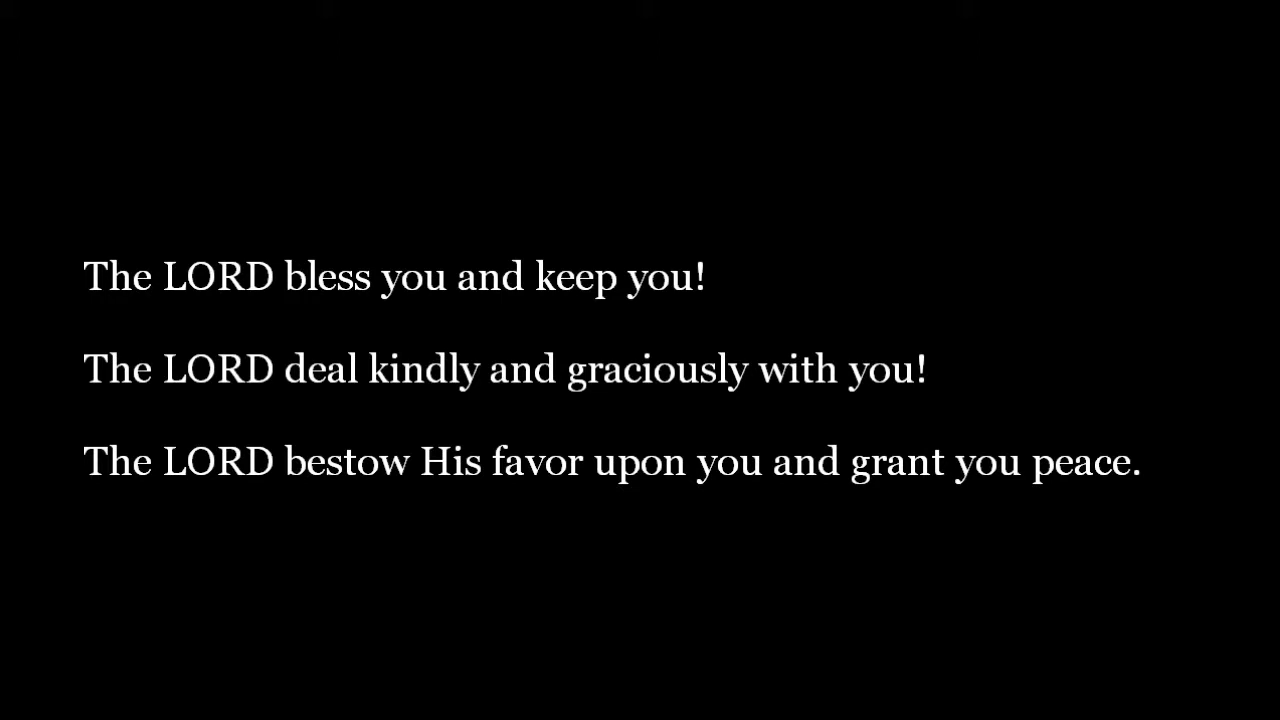 The LORD bless you and keep you!
The LORD deal kindly and graciously with you!
The LORD bestow His favor upon you and grant you peace.